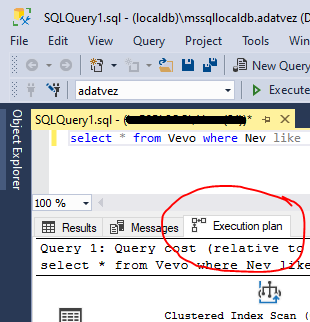 SQLQuery1.sql - (localdb)\mssqllocaldb.adatvez (D
File Edit View Query Project Tools Window
New Query
adatvez Execute
Object Explorer
SQLQuery1.sql - (
select * from Vevo where Nev like
100 %
Results Messages Execution plan
Query 1: Query cost (relative to
select * from Vevo where Nev like
Clustered Index Scan (